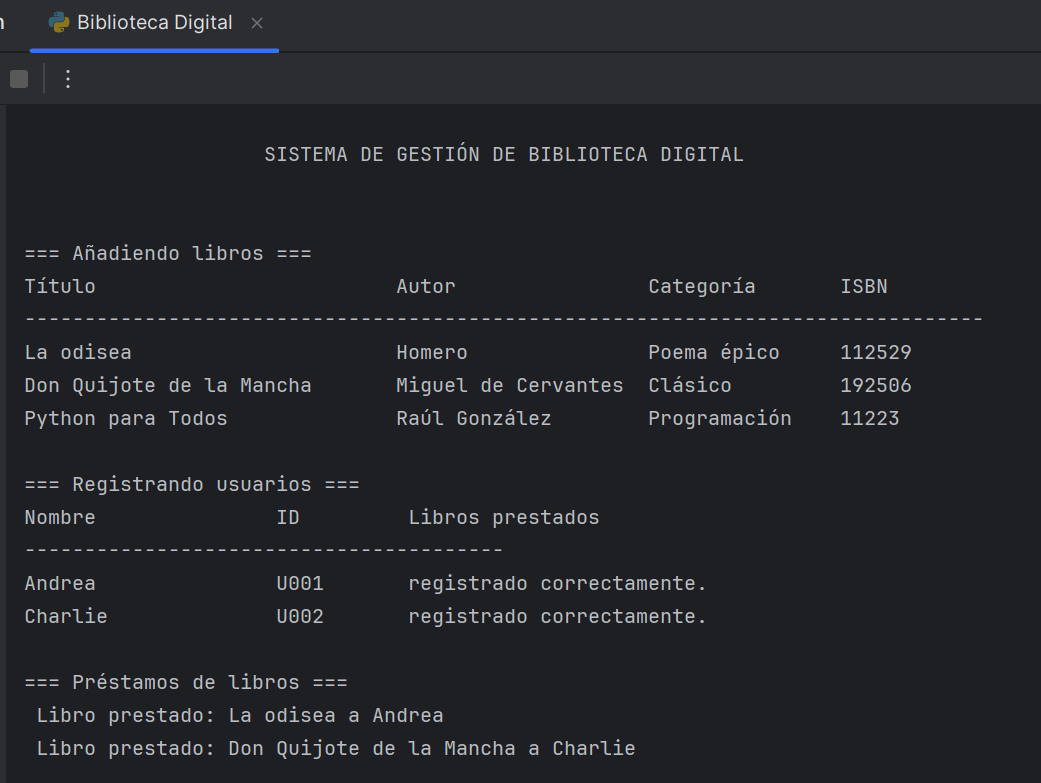 n Biblioteca Digital ×
SISTEMA DE GESTIÓN DE BIBLIOTECA DIGITAL
=== Añadiendo libros ===
Título Autor Categoría ISBN
--------------------------------------------------------------------------------
La odisea Homero Poema épico 112529
Don Quijote de la Mancha Miguel de Cervantes Clásico 192506
Python para Todos Raúl González Programación 11223
=== Registrando usuarios ===
Nombre ID Libros prestados
----------------------------------------
Andrea U001 registrado correctamente.
Charlie U002 registrado correctamente.
=== Préstamos de libros ===
Libro prestado: La odisea a Andrea
Libro prestado: Don Quijote de la Mancha a Charlie